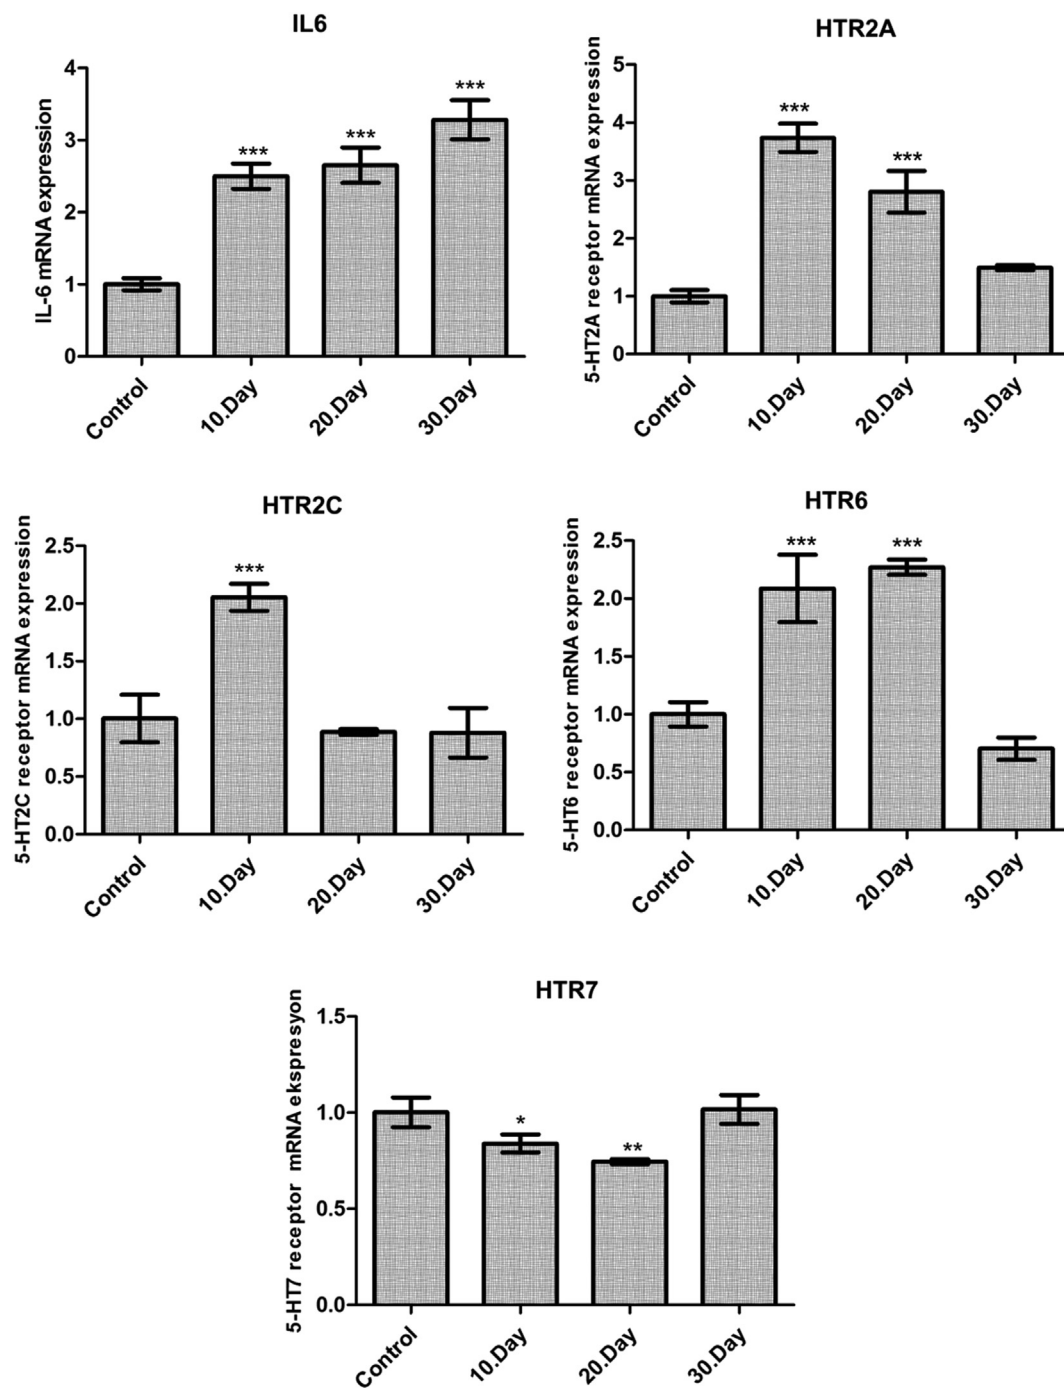 IL6
IL-6 mRNA expression
4
3
2
1
0
***
***
***
Control
10.Day
20.Day
30.Day
HTR2A
5-HT2A receptor mRNA expression
5
4
3
2
1
0
***
***
Control
10.Day
20.Day
30.Day
HTR2C
5-HT2C receptor mRNA expression
2.5
2.0
1.5
1.0
0.5
0.0
***
Control
10.Day
20.Day
30.Day
HTR6
5-HT6 receptor mRNA expression
2.5
2.0
1.5
1.0
0.5
0.0
***
***
Control
10.Day
20.Day
30.Day
HTR7
5-HT7 receptor mRNA ekspresyon
1.5
1.0
0.5
0.0
*
**
Control
10.Day
20.Day
30.Day